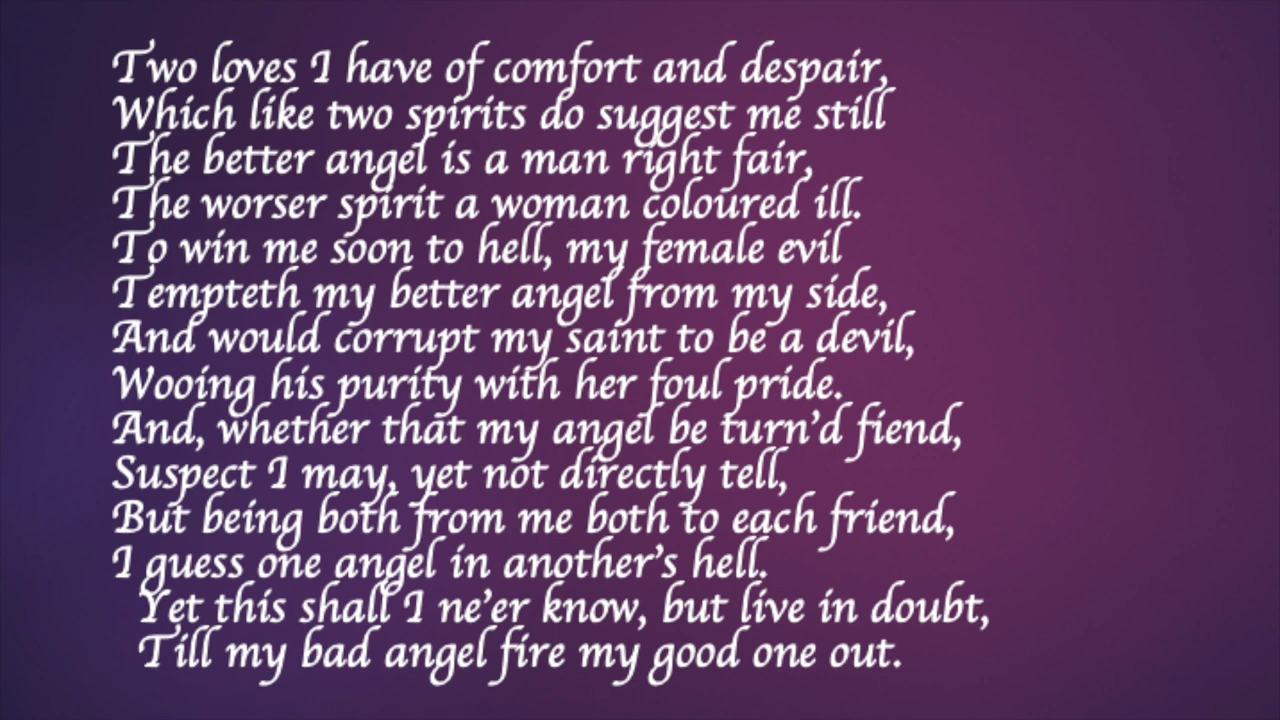 Two loves I have of comfort and despair,
Which like two spirits do suggest me still
The better angel is a man right fair,
The worser spirit a woman coloured ill.
To win me soon to hell, my female evil
Tempteth my better angel from my side,
And would corrupt my saint to be a devil,
Wooing his purity with her foul pride.
And, whether that my angel be turn'd fiend,
Suspect I may, yet not directly tell,
But being both from me both to each friend,
I guess one angel in another's hell.
Yet this shall I ne'er know, but live in doubt,
Till my bad angel fire my good one out.